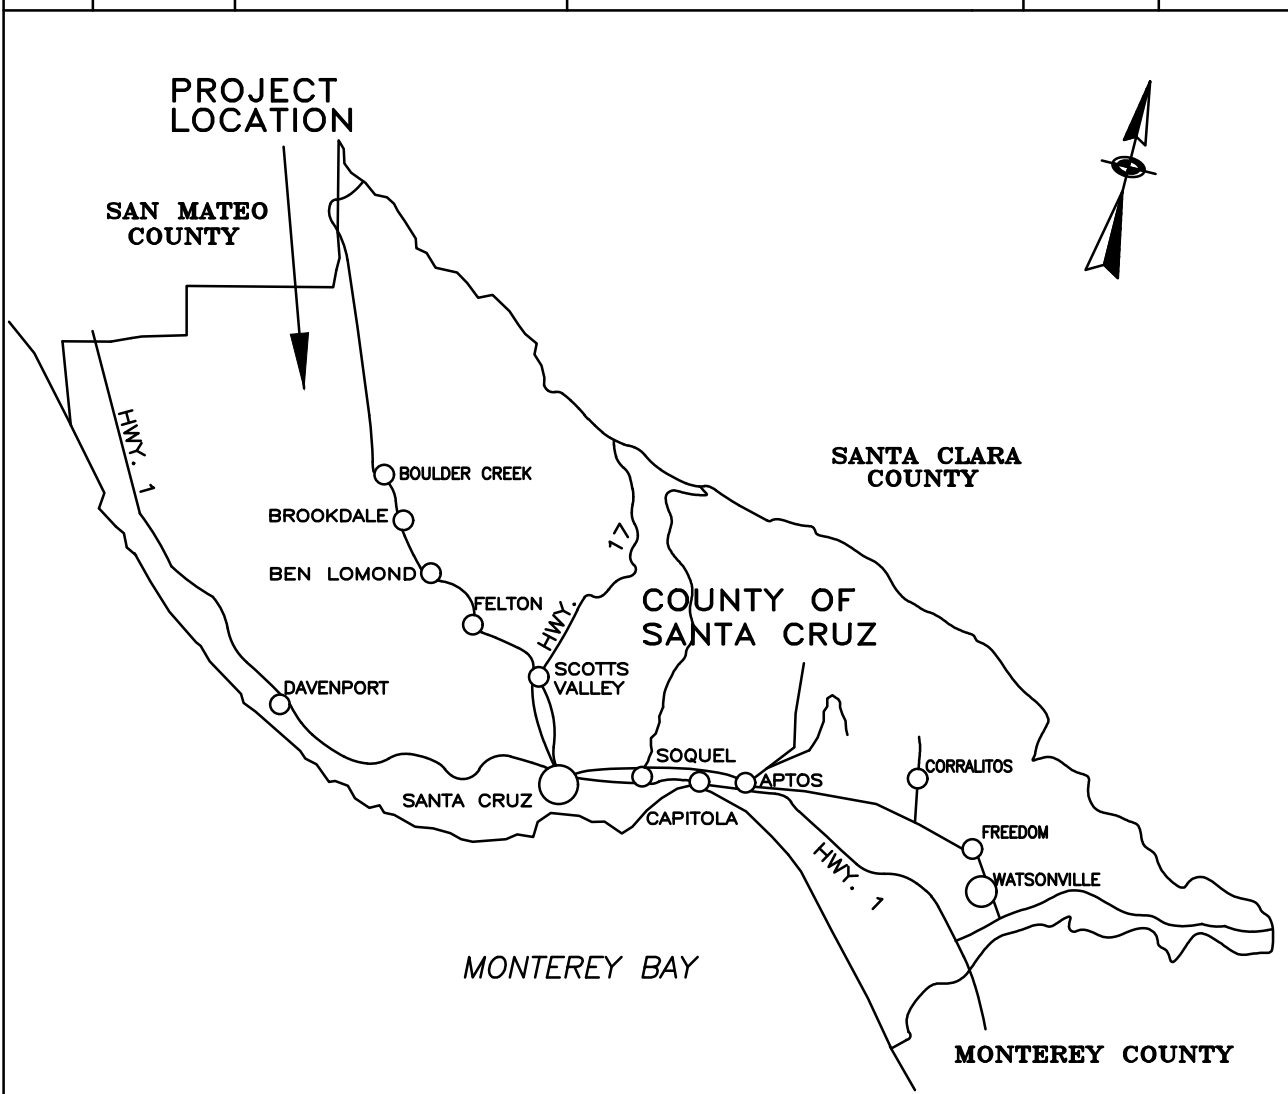 PROJECT
LOCATION
SAN MATEO
COUNTY
HWY. 1
SANTA CLARA
COUNTY
BOULDER CREEK
BROOKDALE
HWY. 17
BEN LOMOND
COUNTY OF
SANTA CRUZ
FELTON
SCOTTS
VALLEY
DAVENPORT
SOQUEL
CORRALITOS
APTOS
SANTA CRUZ
CAPITOLA
FREEDOM
HWY. 1
WATSONVILLE
MONTEREY BAY
MONTEREY COUNTY